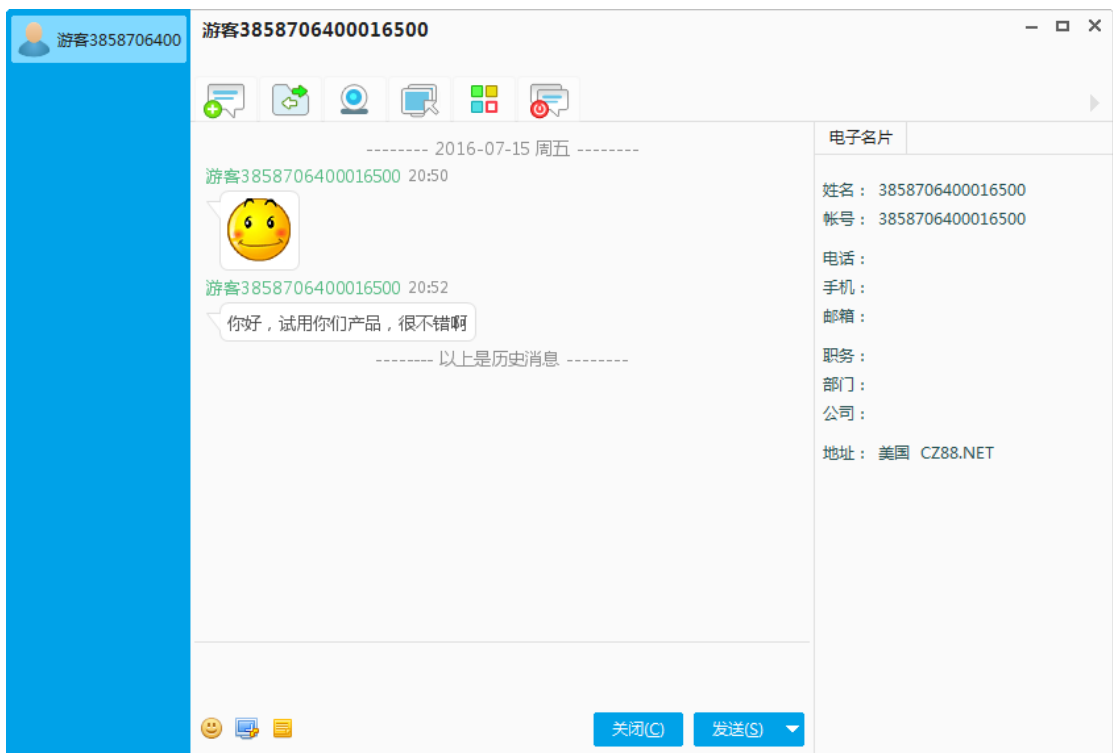 游客3858706400
游客3858706400016500
-------- 2016-07-15 周五 --------
游客3858706400016500 20:50
游客3858706400016500 20:52
你好，试用你们产品，很不错啊
-------- 以上是历史消息 --------
关闭(C)
发送(S)
电子名片
姓名： 3858706400016500
帐号： 3858706400016500
电话：
手机：
邮箱：
职务：
部门：
公司：
地址： 美国 CZ88.NET